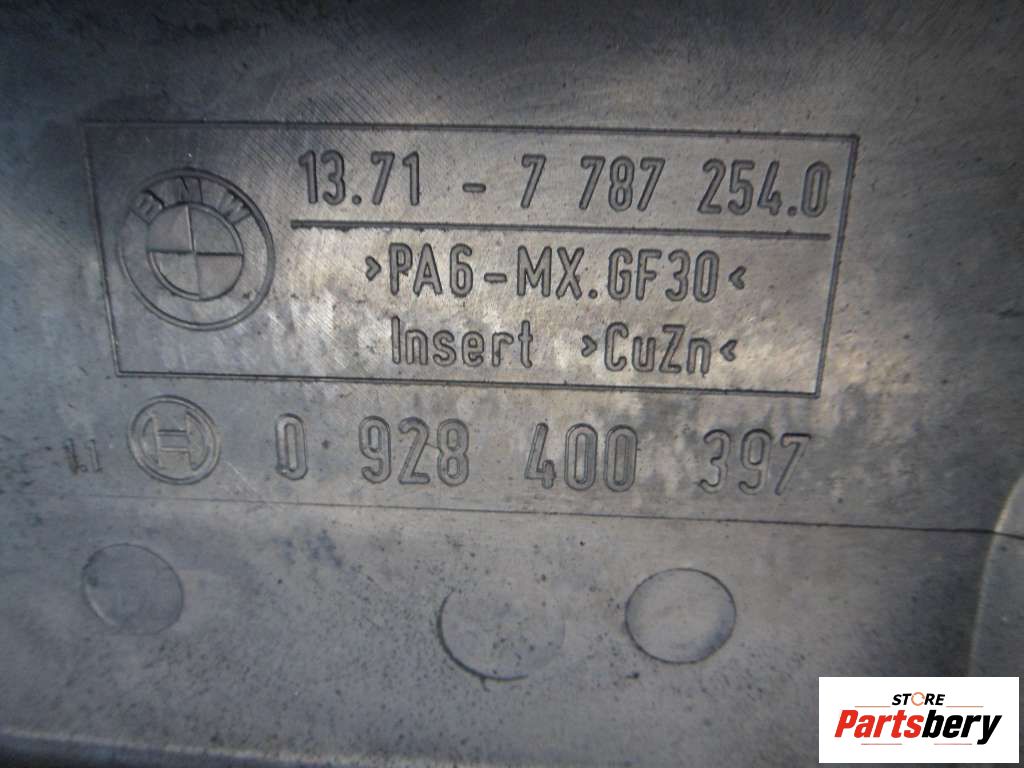 BMW
13.71 - 7 787 254.0
>PA6-MX.GF30<
Insert >CuZn<
0 928 400 397
STORE
Partsbery